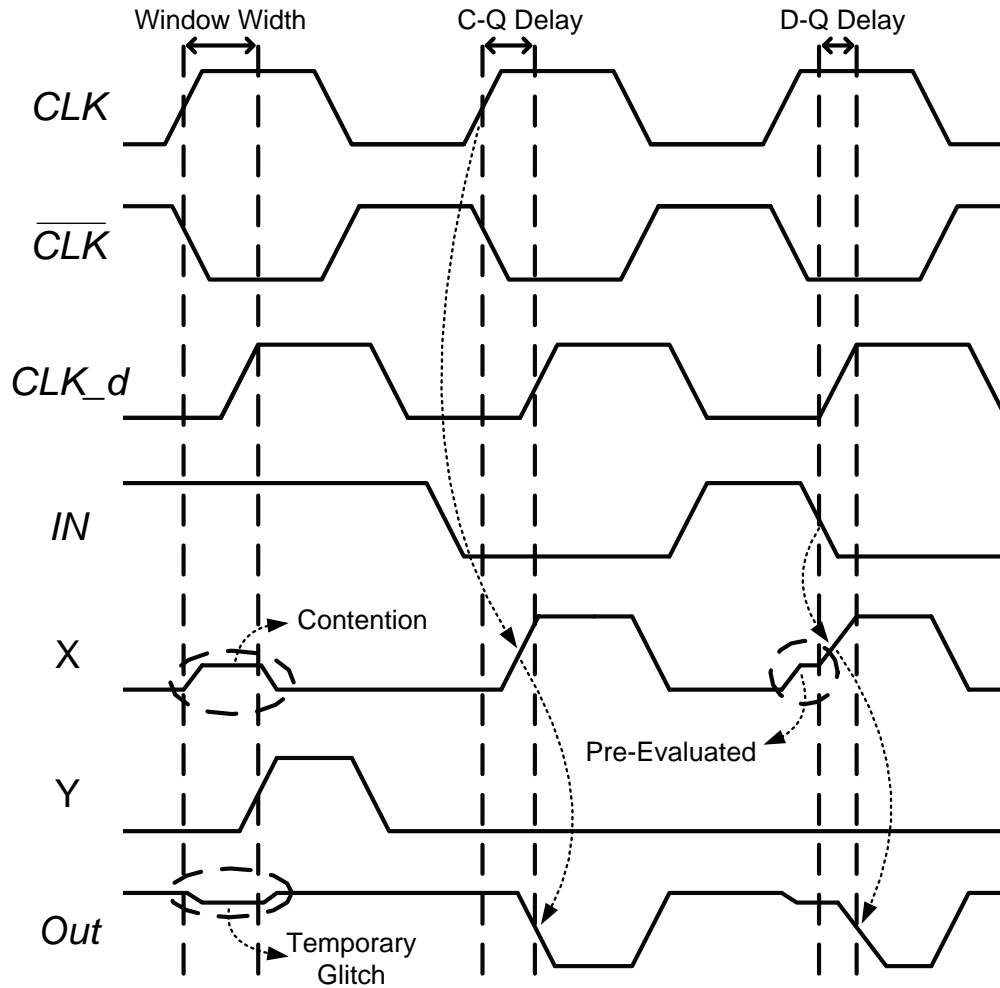 Window Width
C-Q Delay
D-Q Delay
CLK
CLK
CLK_d
IN
Contention
X
Pre-Evaluated
Y
Out
Temporary
Glitch